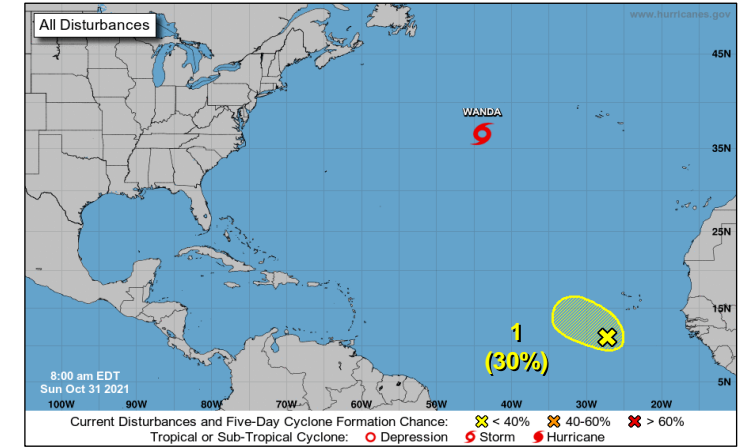 www.hurricanes.gov
All Disturbances
45N
WANDA
35N
25N
15N
1
(30%)
8:00 am EDT
Sun Oct 31 2021
5N
100W 90W 80W 70W 60W 50W 40W 30W 20W
Current Disturbances and Five-Day Cyclone Formation Chance: < 40% 40-60% > 60%
Tropical or Sub-Tropical Cyclone: Depression Storm Hurricane